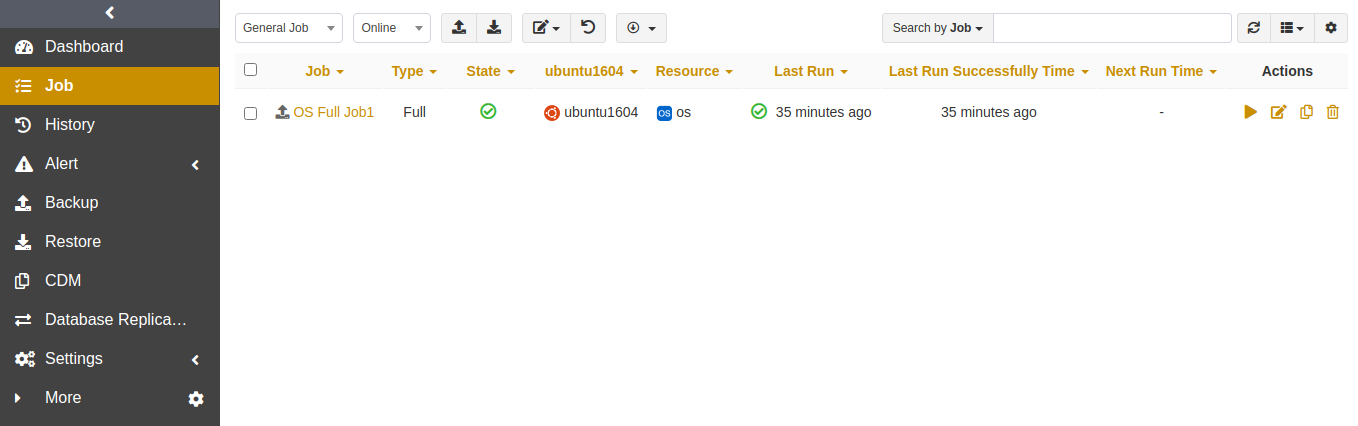 General Job
Online
Search by Job
Dashboard
Job
History
Alert
Backup
Restore
CDM
Database Replica…
Settings
More
Job Type State ubuntu1604 Resource Last Run Last Run Successfully Time Next Run Time Actions
OS Full Job1 Full ubuntu1604 OS os 35 minutes ago 35 minutes ago -